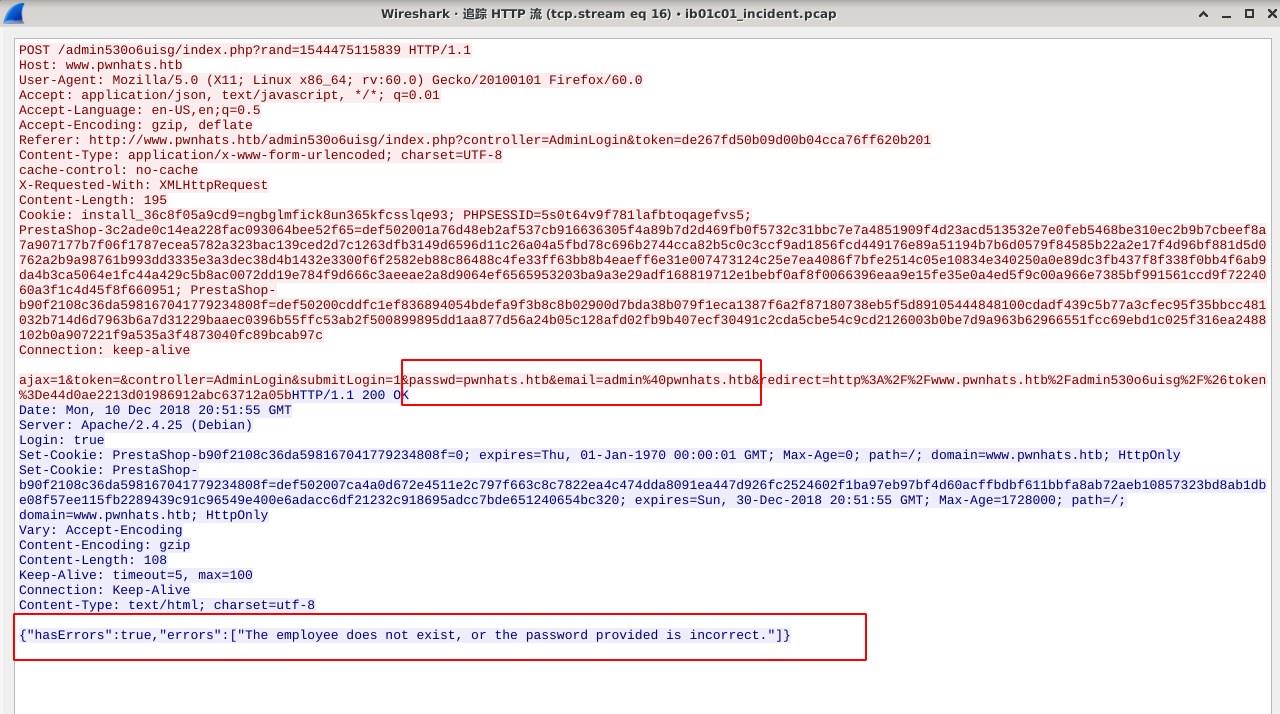 Wireshark · 追踪 HTTP 流 (tcp.stream eq 16) • ib01c01_incident.pcap
POST /admin530o6uisg/index.php?rand=1544475115839 HTTP/1.1
Host: www.pwnhats.htb
User-Agent: Mozilla/5.0 (X11; Linux x86_64; rv:60.0) Gecko/20100101 Firefox/60.0
Accept: application/json, text/javascript, */*; q=0.01
Accept-Language: en-US,en;q=0.5
Accept-Encoding: gzip, deflate
Referer: http://www.pwnhats.htb/admin530o6uisg/index.php?controller=AdminLogin&token=de267fd50b09d00b04cca76ff620b201
Content-Type: application/x-www-form-urlencoded; charset=UTF-8
cache-control: no-cache
X-Requested-With: XMLHttpRequest
Content-Length: 195
Cookie: install_36c8f05a9cd9=ngbglmfick8un365kfcsslqe93; PHPSESSID=5s0t64v9f781lafbtoqagefvs5;
PrestaShop-3c2ade0c14ea228fac093064bee52f65=def502001a76d48eb2af537cb916636305f4a89b7d2d469fb0f5732c31bbc7e7a4851909f4d23acd513532e7e0feb5468be310ec2b9b7cbeef8a
7a907177b7f06f1787ecea5782a323bac139ced2d7c1263dfb3149d6596d11c26a04a5fbd78c696b2744cca82b5c0c3ccf9ad1856fcd449176e89a51194b7b6d0579f84585b22a2e17f4d96bf881d5d0
762a2b9a98761b993dd3335e3a3dec38d4b1432e3300f6f2582eb88c86488c4fe33ff63bb8b4eaeff6e31e007473124c25e7ea4086f7bfe2514c05e10834e340250a0e89dc3fb437f8f338f0bb4f6ab9
da4b3ca5064e1fc44a429c5b8ac0072dd19e784f9d666c3aeeae2a8d9064ef6565953203ba9a3e29adf168819712e1bebf0af8f0066396eaa9e15fe35e0a4ed5f9c00a966e7385bf991561ccd9f7224
060a3f1c4d45f8f660951; PrestaShop-
b90f2108c36da598167041779234808f=def50200cddfc1ef836894054bdefa9f3b8c8b02900d7bda38b079f1eca1387f6a2f87180738eb5f5d89105444848100cdadf439c5b77a3cfec95f35bbcc481
032b714d6d7963b6a7d31229baaec0396b55ffc53ab2f500899895dd1aa877d56a24b05c128afd02fb9b407ecf30491c2cda5cbe54c9cd2126003b0be7d9a963b62966551fcc69ebd1c025f316ea2488
102b0a907221f9a535a3f4873040fc89bcab97c
Connection: keep-alive
ajax=1&token=&controller=AdminLogin&submitLogin=1&passwd=pwnhats.htb&email=admin%40pwnhats.htb&redirect=http%3A%2F%2Fwww.pwnhats.htb%2Fadmin530o6uisg%2F%26token
%3De44d0ae2213d01986912abc63712a05bHTTP/1.1 200 OK
Date: Mon, 10 Dec 2018 20:51:55 GMT
Server: Apache/2.4.25 (Debian)
Login: true
Set-Cookie: PrestaShop-b90f2108c36da598167041779234808f=0; expires=Thu, 01-Jan-1970 00:00:01 GMT; Max-Age=0; path=/; domain=www.pwnhats.htb; HttpOnly
Set-Cookie: PrestaShop-
b90f2108c36da598167041779234808f=def502007ca4a0d672e4511e2c797f663c8c7822ea4c474dda8091ea447d926fc2524602f1ba97eb97bf4d60acffbdbf611bbfa8ab72aeb10857323bd8ab1db
e08f57ee115fb2289439c91c96549e400e6adacc6df21232c918695adcc7bde651240654bc320; expires=Sun, 30-Dec-2018 20:51:55 GMT; Max-Age=1728000; path=/;
domain=www.pwnhats.htb; HttpOnly
Vary: Accept-Encoding
Content-Encoding: gzip
Content-Length: 108
Keep-Alive: timeout=5, max=100
Connection: Keep-Alive
Content-Type: text/html; charset=utf-8
{"hasErrors":true,"errors":["The employee does not exist, or the password provided is incorrect."]}